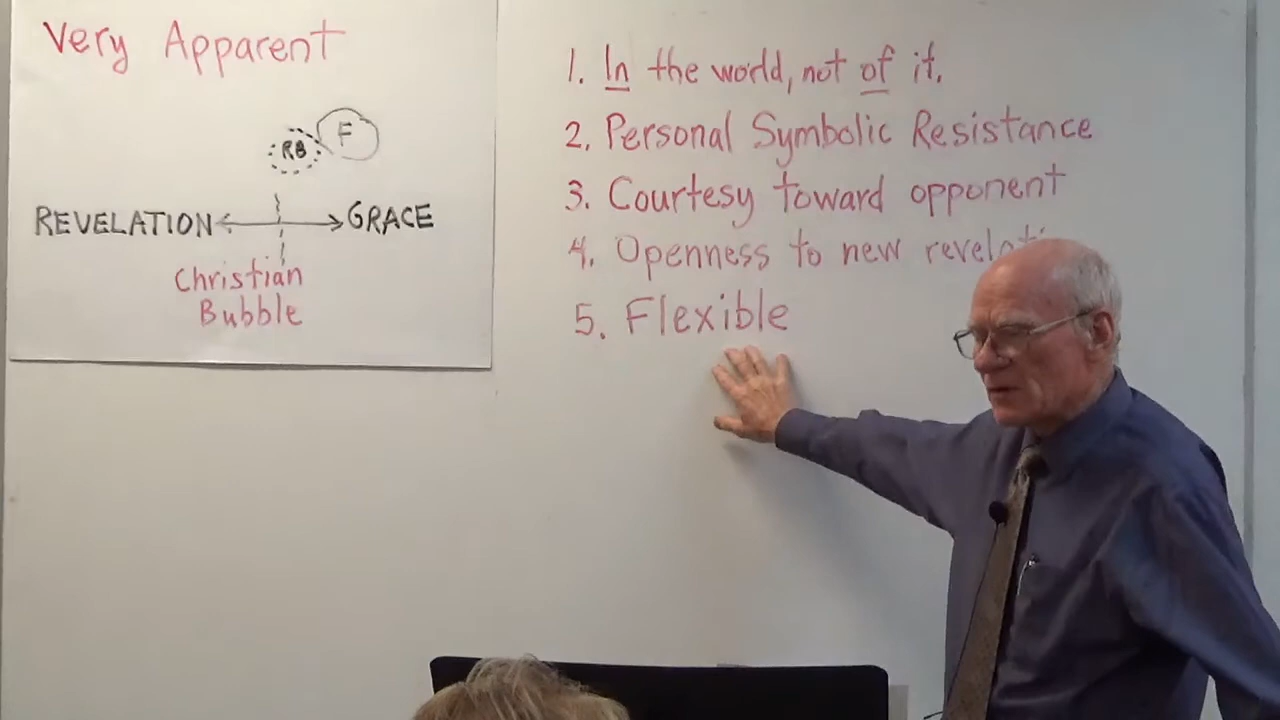 Very Apparent
RB F
REVELATION GRACE
Christian
Bubble
1. In the world, not of it.
2. Personal Symbolic Resistance
3. Courtesy toward opponent
4. Openness to new
5. Flexible